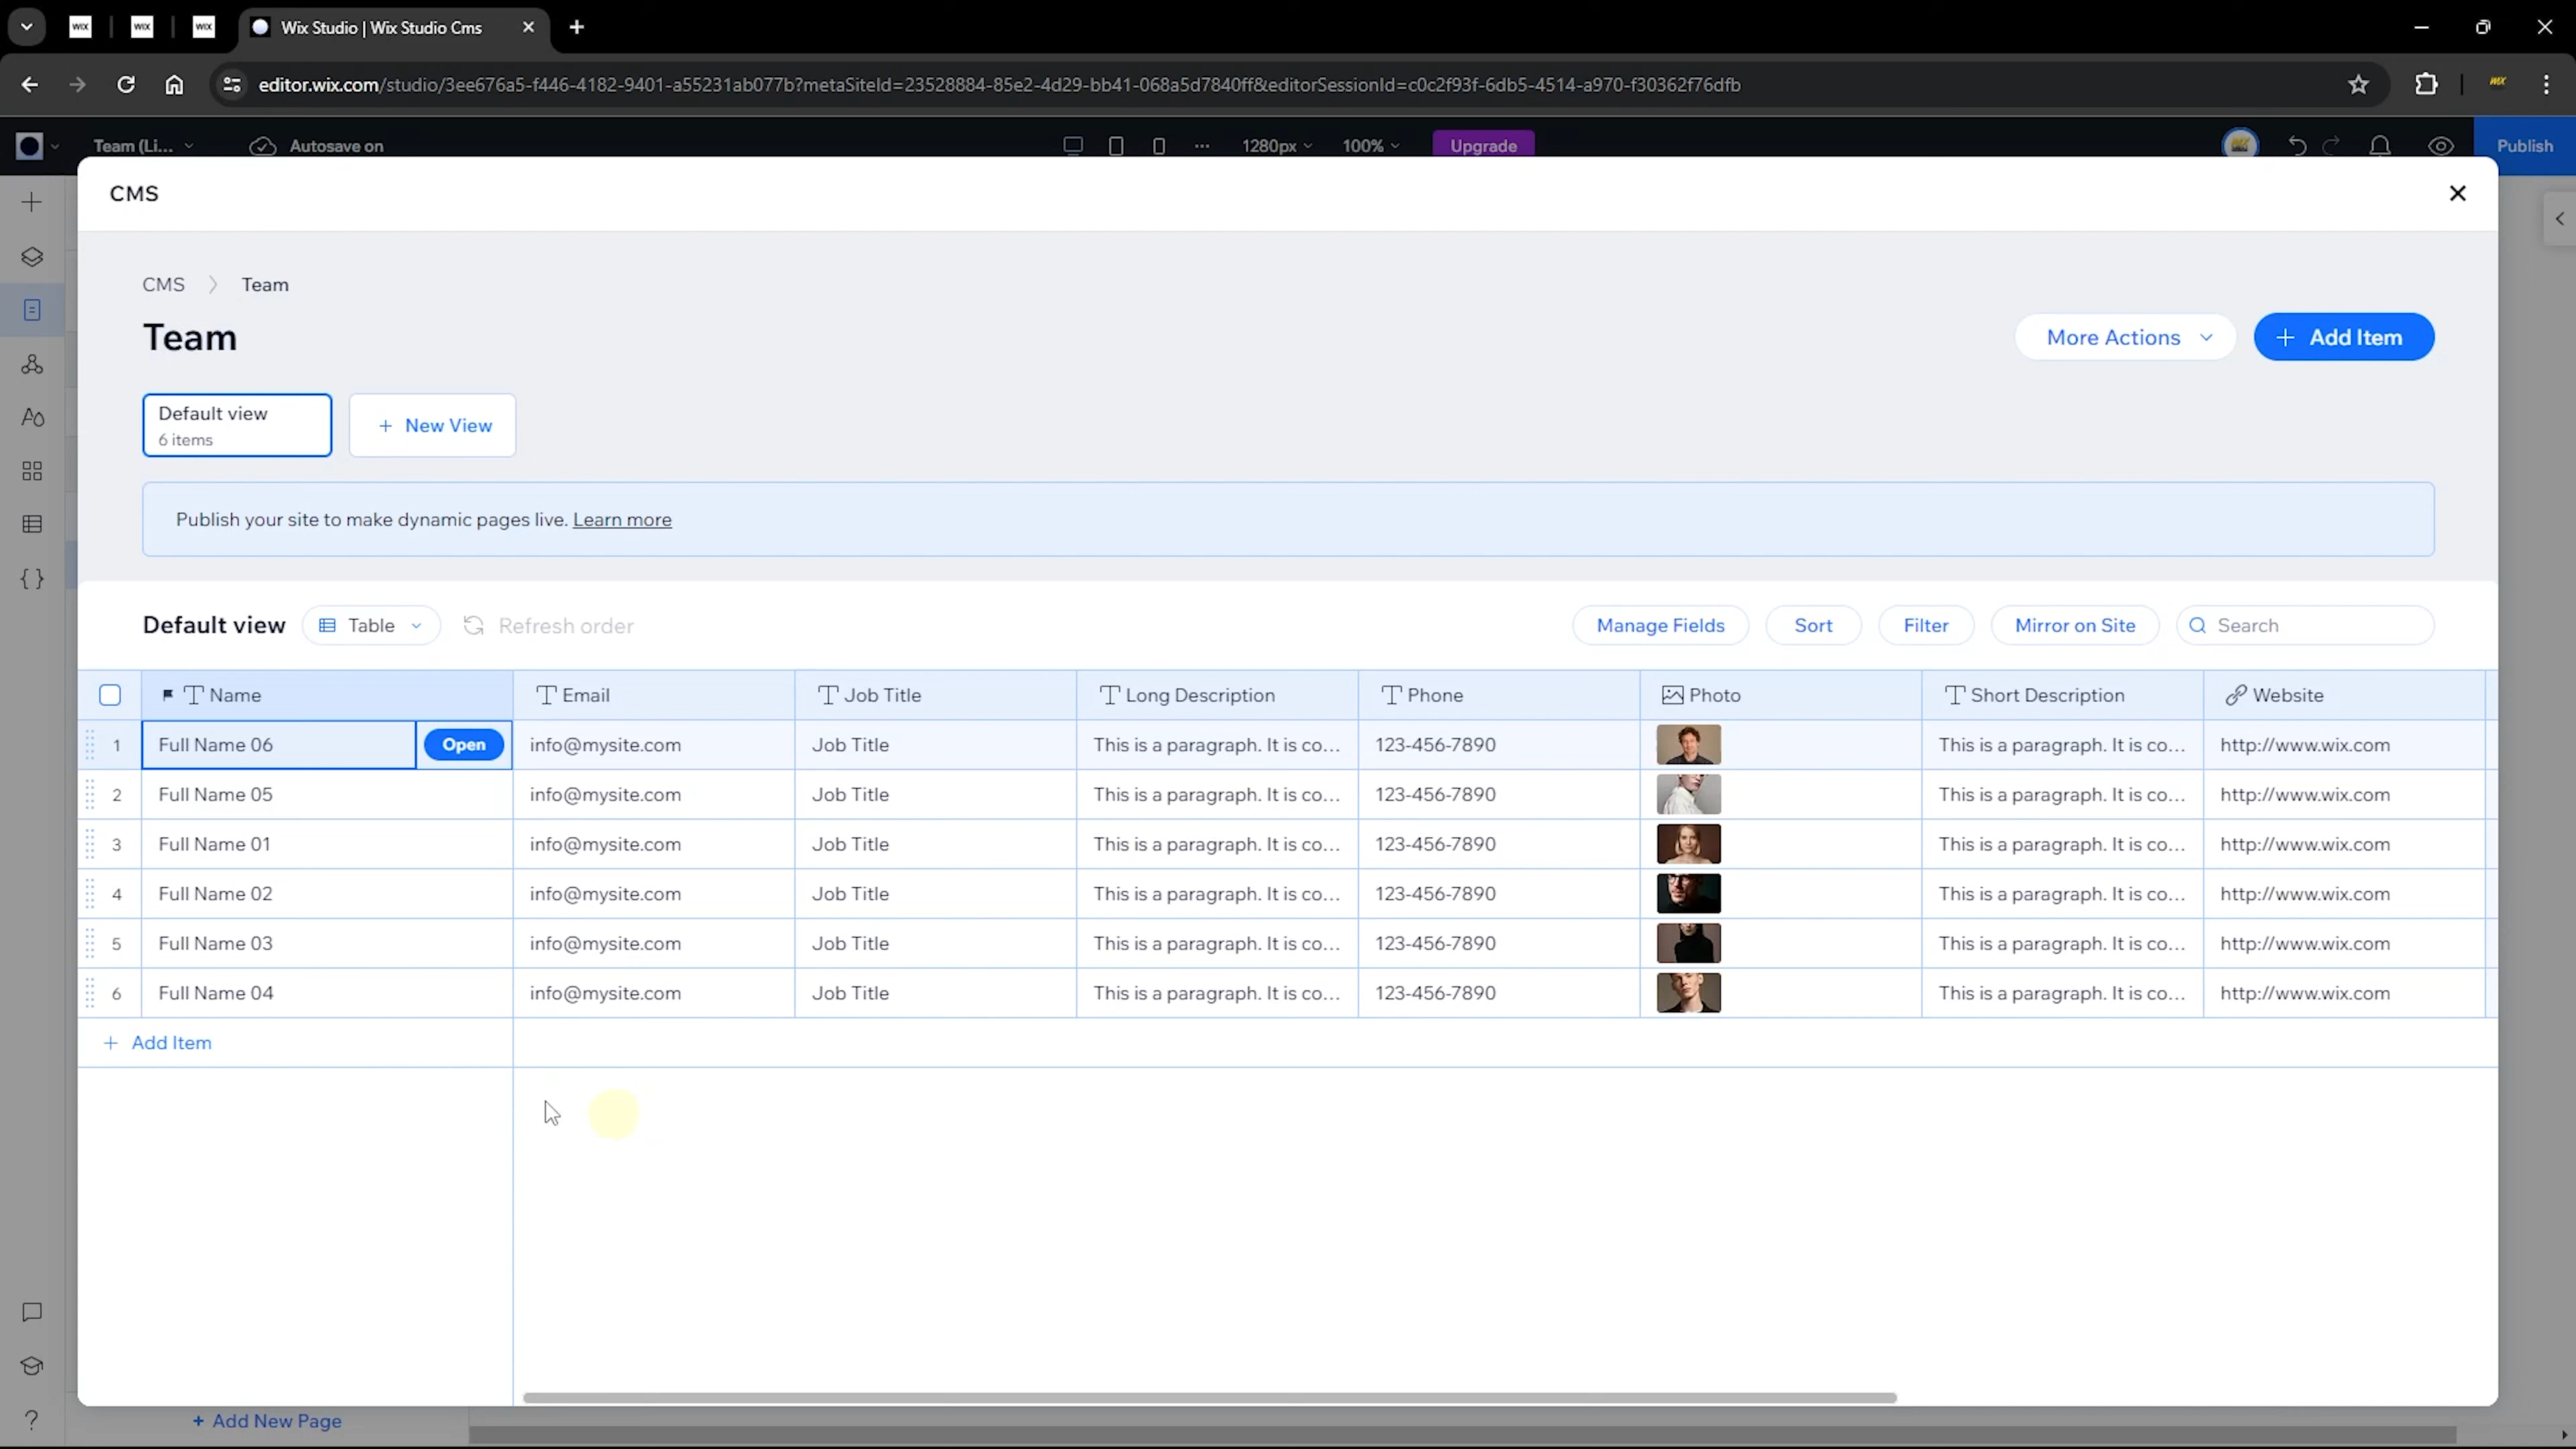 WIX WIX WIX Wix Studio | Wix Studio Cms
editor.wix.com/studio/3ee676a5-f446-4182-9401-a55231ab077b?metaSiteId=23528884-85e2-4d29-bb41-068a5d7840ff&editorSessionId=c0c2f93f-6db5-4514-a970-f30362f76dfb
Team (Li... Autosave on 1280px 100% Upgrade Publish
CMS
CMS Team
Team
More Actions + Add Item
Default view
6 items
+ New View
Publish your site to make dynamic pages live. Learn more
Default view Table Refresh order Manage Fields Sort Filter Mirror on Site Search
Name Email Job Title Long Description Phone Photo Short Description Website
1 Full Name 06 Open info@mysite.com Job Title This is a paragraph. It is co... 123-456-7890 This is a paragraph. It is co... http://www.wix.com
2 Full Name 05 info@mysite.com Job Title This is a paragraph. It is co... 123-456-7890 This is a paragraph. It is co... http://www.wix.com
3 Full Name 01 info@mysite.com Job Title This is a paragraph. It is co... 123-456-7890 This is a paragraph. It is co... http://www.wix.com
4 Full Name 02 info@mysite.com Job Title This is a paragraph. It is co... 123-456-7890 This is a paragraph. It is co... http://www.wix.com
5 Full Name 03 info@mysite.com Job Title This is a paragraph. It is co... 123-456-7890 This is a paragraph. It is co... http://www.wix.com
6 Full Name 04 info@mysite.com Job Title This is a paragraph. It is co... 123-456-7890 This is a paragraph. It is co... http://www.wix.com
+ Add Item
+ Add New Page